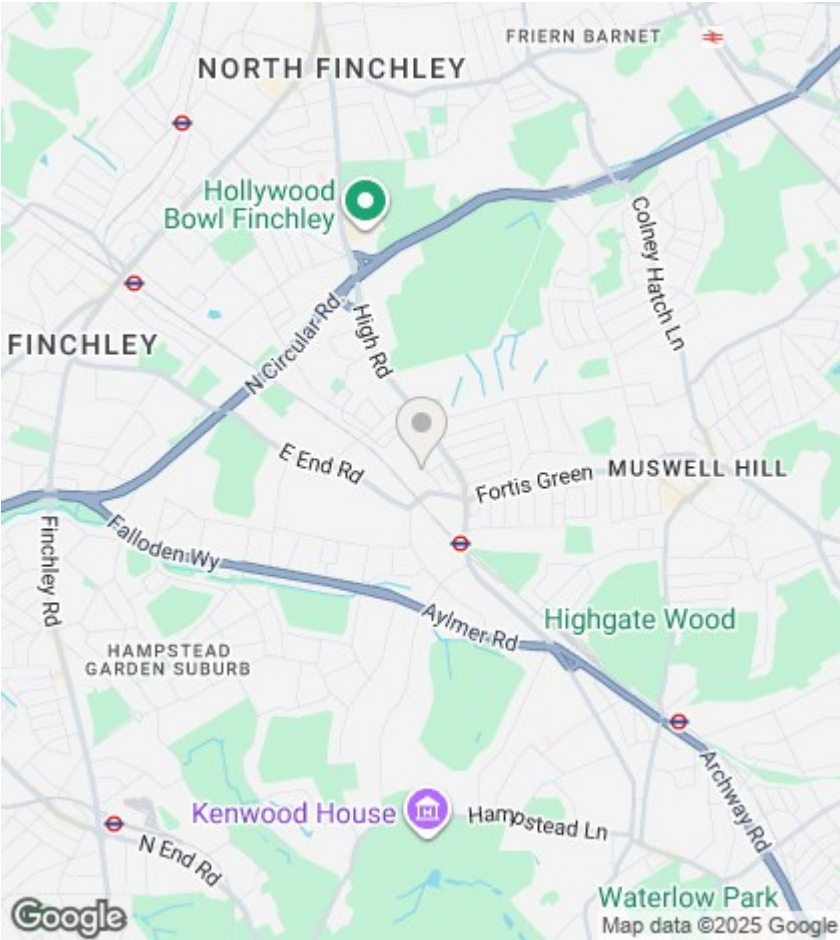 FRIERN BARNET
NORTH FINCHLEY
Hollywood
Bowl Finchley
Colney Hatch Ln
N Circular Rd
High Rd
FINCHLEY
E End Rd
Fortis Green
MUSWELL HILL
Finchley Rd
Falloden Wy
Aylmer Rd
Highgate Wood
HAMPSTEAD
GARDEN SUBURB
Archway Rd
Kenwood House
Hampstead Ln
N End Rd
Waterlow Park
Google
Map data ©2025 Google